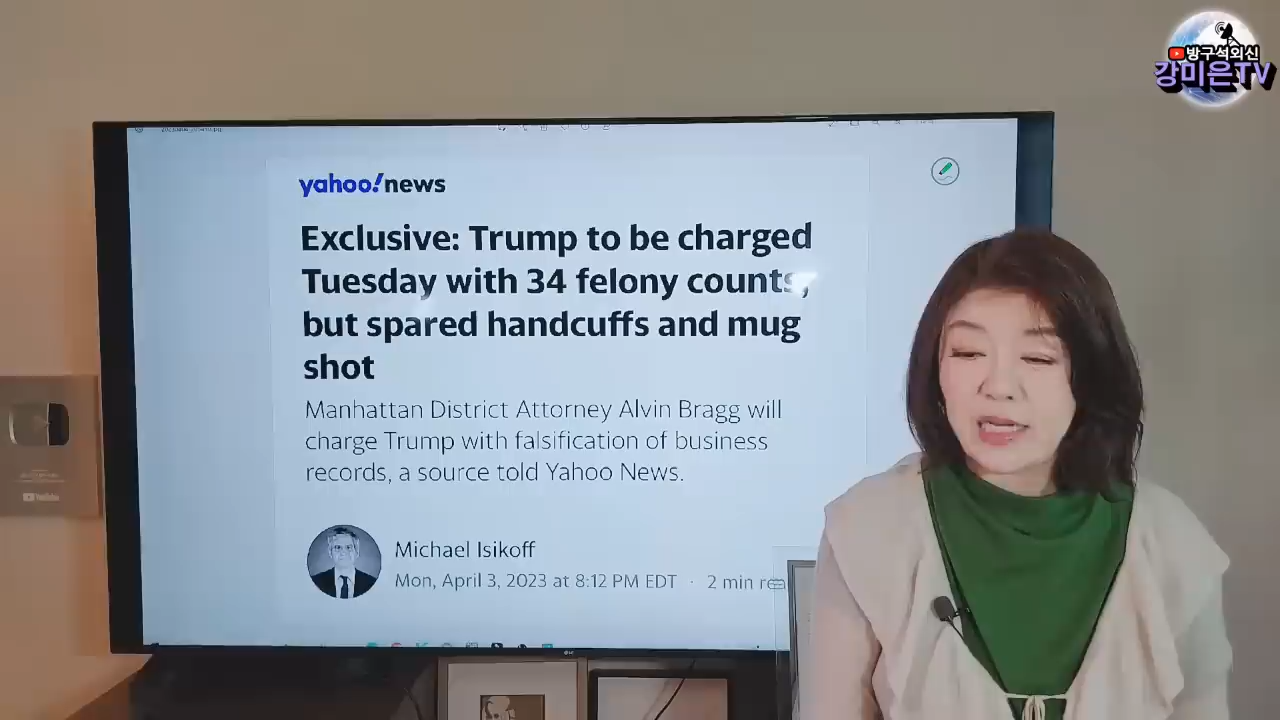 방구석외신
강미은TV
yahoo!news
Exclusive: Trump to be charged
Tuesday with 34 felony counts,
but spared handcuffs and mug
shot
Manhattan District Attorney Alvin Bragg will
charge Trump with falsification of business
records, a source told Yahoo News.
Michael Isikoff
Mon, April 3, 2023 at 8:12 PM EDT · 2 min
YouTube
LG